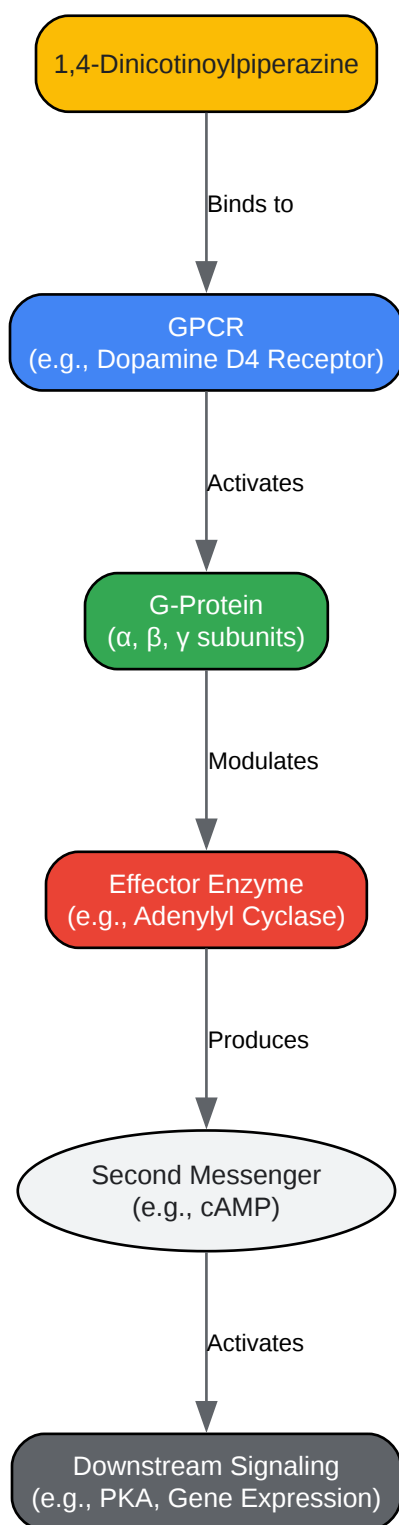 1,4-Dinicotinoylpiperazine
Binds to
GPCR
(e.g., Dopamine D4 Receptor)
Activates
G-Protein
(α, β, γ subunits)
Modulates
Effector Enzyme
(e.g., Adenylyl Cyclase)
Produces
Second Messenger
(e.g., cAMP)
Activates
Downstream Signaling
(e.g., PKA, Gene Expression)